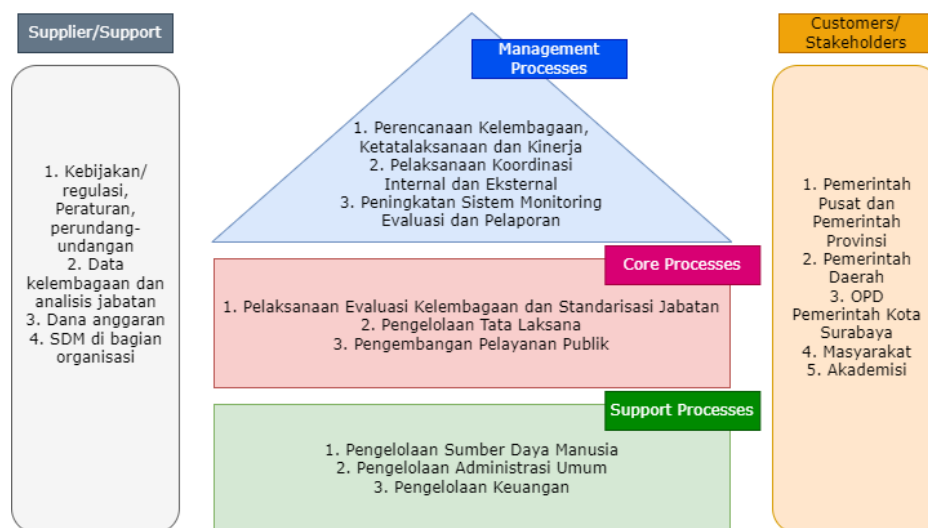 Supplier/Support
1. Kebijakan/
regulasi,
Peraturan,
perundang-
undangan
2. Data
kelembagaan dan
analisis jabatan
3. Dana anggaran
4. SDM di bagian
organisasi
Management
Processes
1. Perencanaan Kelembagaan,
Ketatalaksanaan dan Kinerja
2. Pelaksanaan Koordinasi
Internal dan Eksternal
3. Peningkatan Sistem Monitoring
Evaluasi dan Pelaporan
Core Processes
1. Pelaksanaan Evaluasi Kelembagaan dan Standarisasi Jabatan
2. Pengelolaan Tata Laksana
3. Pengembangan Pelayanan Publik
Support Processes
1. Pengelolaan Sumber Daya Manusia
2. Pengelolaan Administrasi Umum
3. Pengelolaan Keuangan
Customers/
Stakeholders
1. Pemerintah
Pusat dan
Pemerintah
Provinsi
2. Pemerintah
Daerah
3. OPD
Pemerintah Kota
Surabaya
4. Masyarakat
5. Akademisi